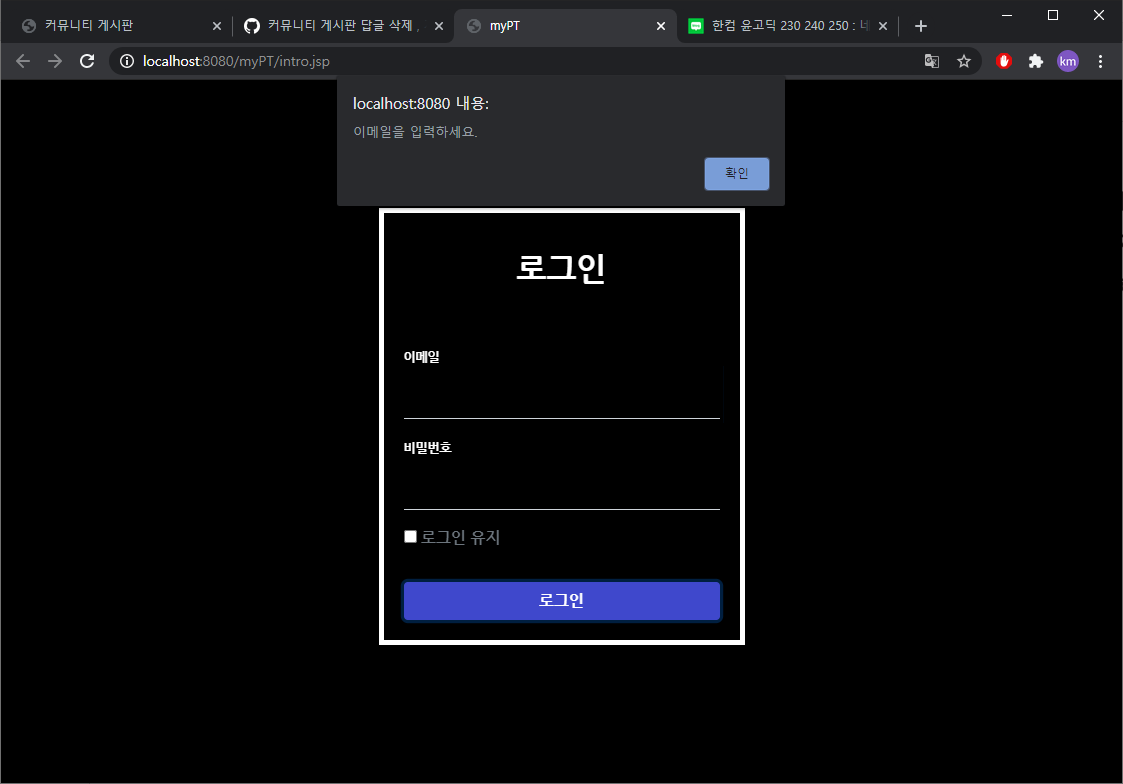 커뮤니티 게시판
커뮤니티 게시판 답글 삭제 ,
myPT
한컴 윤고딕 230 240 250 : 네
localhost:8080/myPT/intro.jsp
km
localhost:8080 내용:
이메일을 입력하세요.
확인
로그인
이메일
비밀번호
로그인 유지
로그인